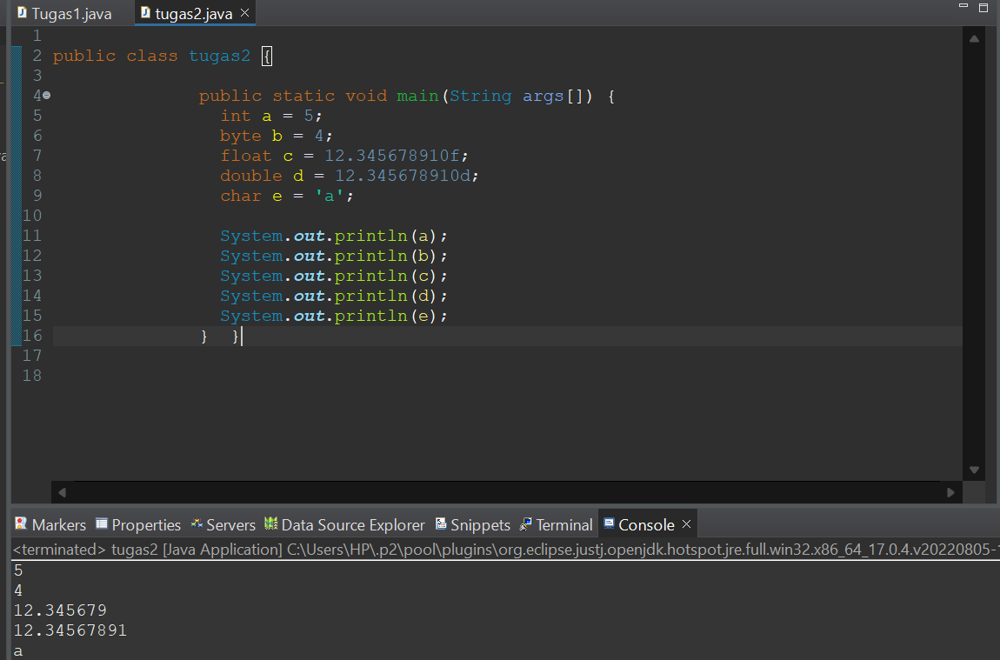 Tugas1.java tugas2.java
1
2 public class tugas2 {
3
4 public static void main(String args[]) {
5 int a = 5;
6 byte b = 4;
7 float c = 12.345678910f;
8 double d = 12.345678910d;
9 char e = 'a';
10
11 System.out.println(a);
12 System.out.println(b);
13 System.out.println(c);
14 System.out.println(d);
15 System.out.println(e);
16 } }
17
18
Markers Properties Servers Data Source Explorer Snippets Terminal Console
<terminated> tugas2 [Java Application] C:\Users\HP\.p2\pool\plugins\org.eclipse.justj.openjdk.hotspot.jre.full.win32.x86_64_17.0.4.v20220805-
5
4
12.345679
12.34567891
a